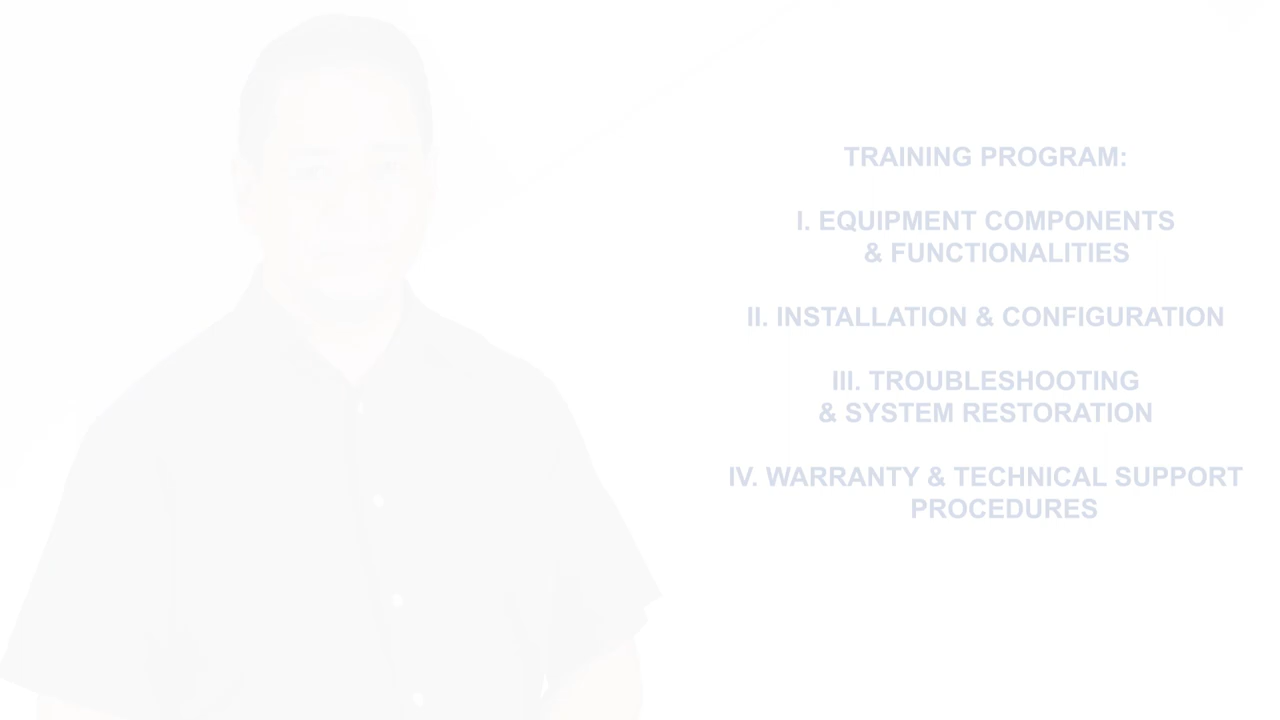 TRAINING PROGRAM:
I. EQUIPMENT COMPONENTS
& FUNCTIONALITIES
II. INSTALLATION & CONFIGURATION
III. TROUBLESHOOTING
& SYSTEM RESTORATION
IV. WARRANTY & TECHNICAL SUPPORT
PROCEDURES